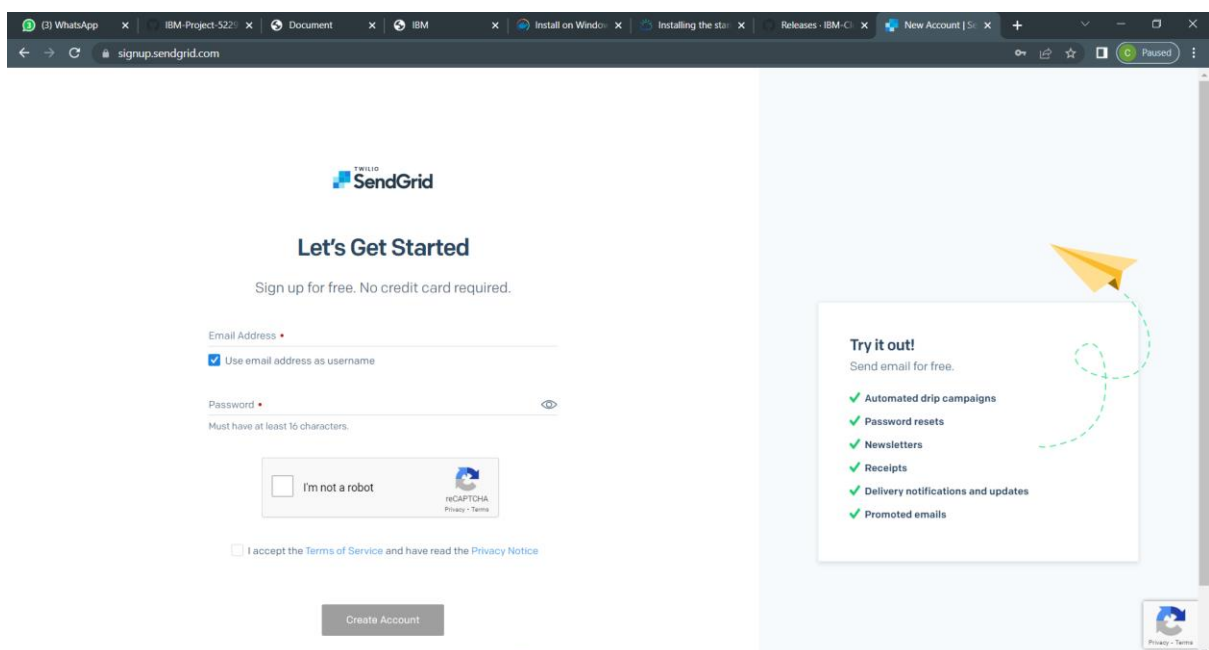 (3) WhatsApp
IBM-Project-5229
Document
IBM
Install on Window
Installing the sta
Releases · IBM-Cl
New Account | Se
signup.sendgrid.com
C Paused
TWILIO
SendGrid
Let's Get Started
Sign up for free. No credit card required.
Email Address
Use email address as username
Password
Must have at least 16 characters.
I'm not a robot
reCAPTCHA
Privacy - Terms
I accept the Terms of Service and have read the Privacy Notice
Create Account
Try it out!
Send email for free.
Automated drip campaigns
Password resets
Newsletters
Receipts
Delivery notifications and updates
Promoted emails
Privacy - Terms